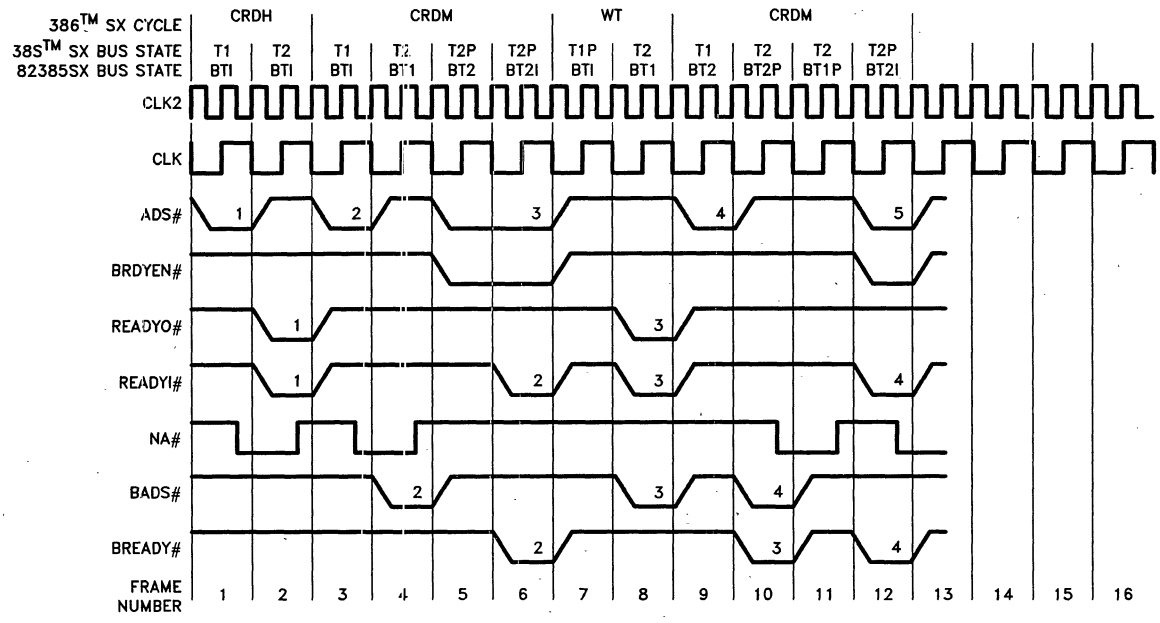 386™ SX CYCLE CRDH CRDM WT CRDM
38S™ SX BUS STATE T1 T2 T1 T2 T2P T2P T1P T2 T1 T2 T2 T2P
82385SX BUS STATE BTI BTI BTI BT1 BT2 BT2I BTI BT1 BT2 BT2P BT1P BT2I
CLK2
CLK
ADS# 1 2 3 4 5
BRDYEN#
READYO# 1 3
READYI# 1 2 3 4
NA#
BADS# 2 3 4
BREADY# 2 3 4
FRAME
NUMBER 1 2 3 4 5 6 7 8 9 10 11 12 13 14 15 16